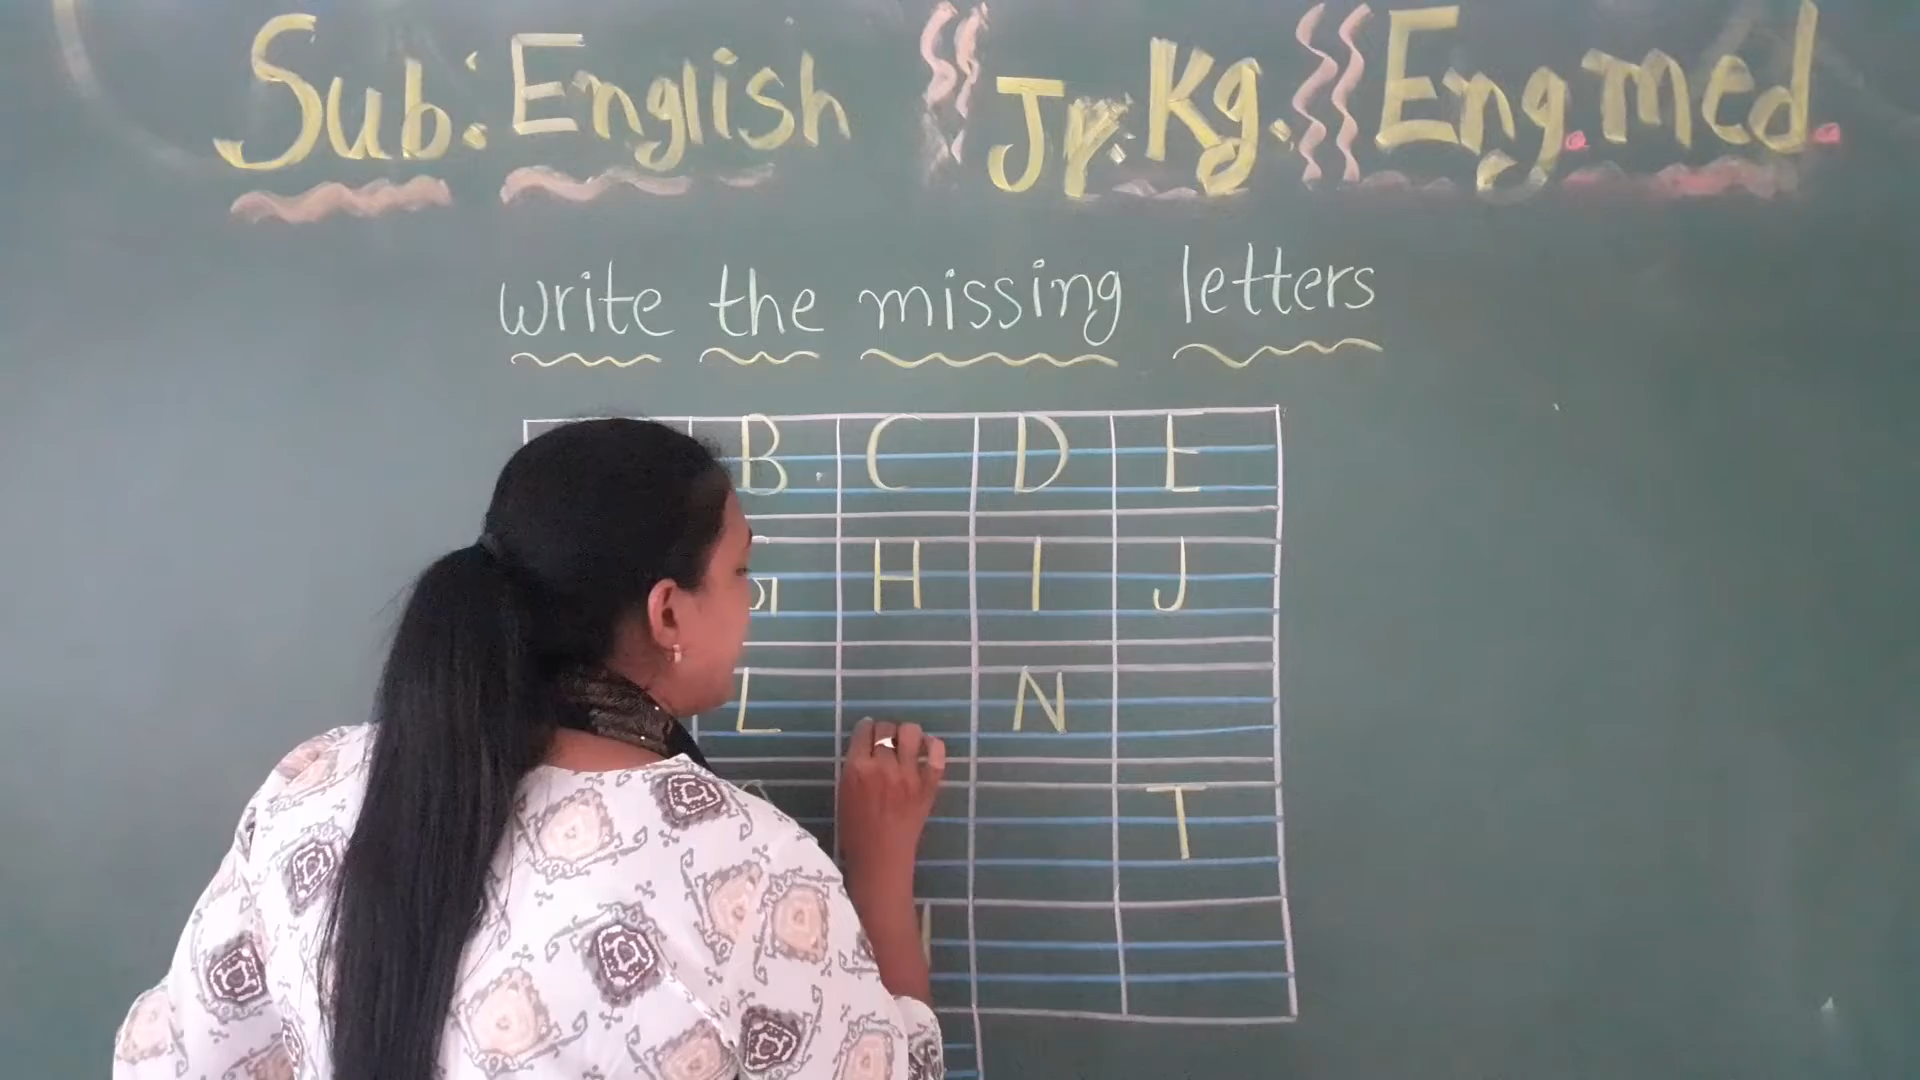 Sub: English Jr. Kg. Eng. med.
write the missing letters
B C D E
G H I J
L N
T